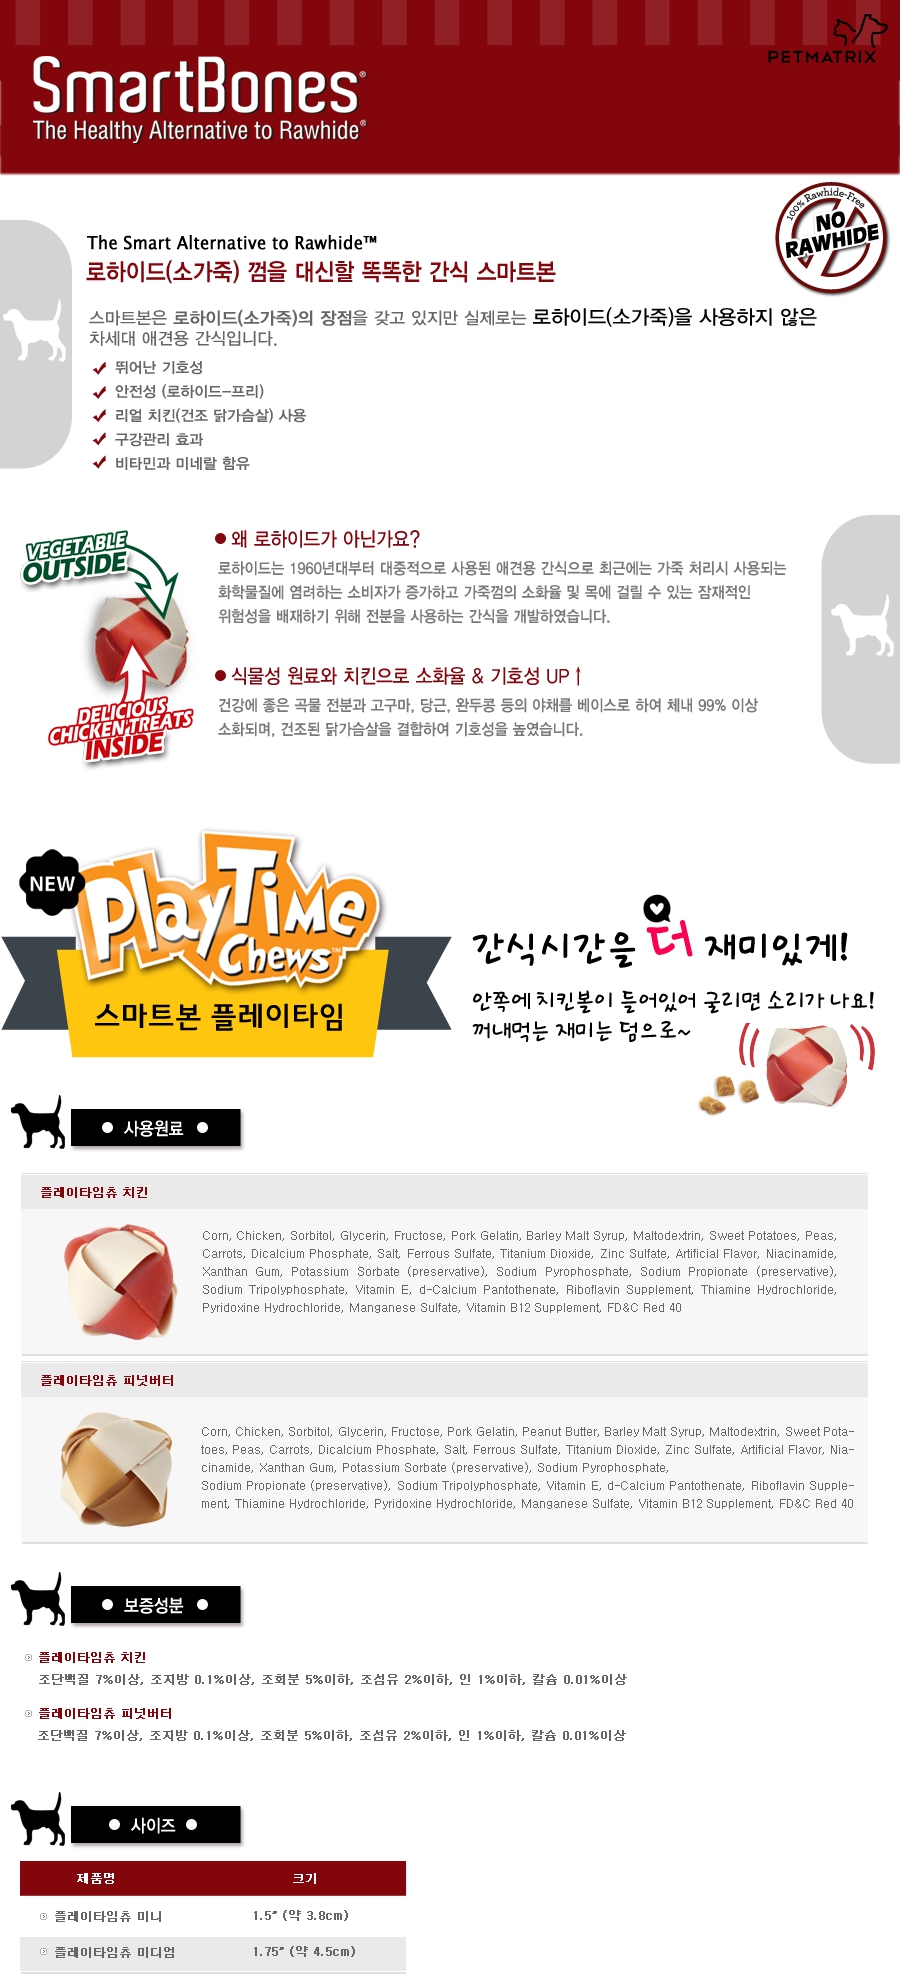 PETMATRIX
SmartBones®
The Healthy Alternative to Rawhide®
100% Rawhide-Free
NO
RAWHIDE
The Smart Alternative to Rawhide™
로하이드(소가죽) 껌을 대신할 똑똑한 간식 스마트본
스마트본은 로하이드(소가죽)의 장점을 갖고 있지만 실제로는 로하이드(소가죽)을 사용하지 않은
차세대 애견용 간식입니다.
뛰어난 기호성
안전성 (로하이드-프리)
리얼 치킨(건조 닭가슴살) 사용
구강관리 효과
비타민과 미네랄 함유
VEGETABLE
OUTSIDE
DELICIOUS
CHICKEN TREATS
INSIDE
● 왜 로하이드가 아닌가요?
로하이드는 1960년대부터 대중적으로 사용된 애견용 간식으로 최근에는 가죽 처리시 사용되는
화학물질에 염려하는 소비자가 증가하고 가죽껌의 소화율 및 목에 걸릴 수 있는 잠재적인
위험성을 배재하기 위해 전분을 사용하는 간식을 개발하였습니다.
● 식물성 원료와 치킨으로 소화율 & 기호성 UP↑
건강에 좋은 곡물 전분과 고구마, 당근, 완두콩 등의 야채를 베이스로 하여 체내 99% 이상
소화되며, 건조된 닭가슴살을 결합하여 기호성을 높였습니다.
NEW
PlayTime
Chews™
스마트본 플레이타임
간식시간을 더 재미있게!
안쪽에 치킨볼이 들어있어 굴리면 소리가 나요!
꺼내먹는 재미는 덤으로~
● 사용원료 ●
플레이타임츄 치킨
Corn, Chicken, Sorbitol, Glycerin, Fructose, Pork Gelatin, Barley Malt Syrup, Maltodextrin, Sweet Potatoes, Peas,
Carrots, Dicalcium Phosphate, Salt, Ferrous Sulfate, Titanium Dioxide, Zinc Sulfate, Artificial Flavor, Niacinamide,
Xanthan Gum, Potassium Sorbate (preservative), Sodium Pyrophosphate, Sodium Propionate (preservative),
Sodium Tripolyphosphate, Vitamin E, d-Calcium Pantothenate, Riboflavin Supplement, Thiamine Hydrochloride,
Pyridoxine Hydrochloride, Manganese Sulfate, Vitamin B12 Supplement, FD&C Red 40
플레이타임츄 피넛버터
Corn, Chicken, Sorbitol, Glycerin, Fructose, Pork Gelatin, Peanut Butter, Barley Malt Syrup, Maltodextrin, Sweet Pota-
toes, Peas, Carrots, Dicalcium Phosphate, Salt, Ferrous Sulfate, Titanium Dioxide, Zinc Sulfate, Artificial Flavor, Nia-
cinamide, Xanthan Gum, Potassium Sorbate (preservative), Sodium Pyrophosphate,
Sodium Propionate (preservative), Sodium Tripolyphosphate, Vitamin E, d-Calcium Pantothenate, Riboflavin Supple-
ment, Thiamine Hydrochloride, Pyridoxine Hydrochloride, Manganese Sulfate, Vitamin B12 Supplement, FD&C Red 40
● 보증성분 ●
플레이타임츄 치킨
조단백질 7%이상, 조지방 0.1%이상, 조회분 5%이하, 조섬유 2%이하, 인 1%이하, 칼슘 0.01%이상
플레이타임츄 피넛버터
조단백질 7%이상, 조지방 0.1%이상, 조회분 5%이하, 조섬유 2%이하, 인 1%이하, 칼슘 0.01%이상
● 사이즈 ●
제품명 크기
플레이타임츄 미니 1.5" (약 3.8cm)
플레이타임츄 미디엄 1.75" (약 4.5cm)